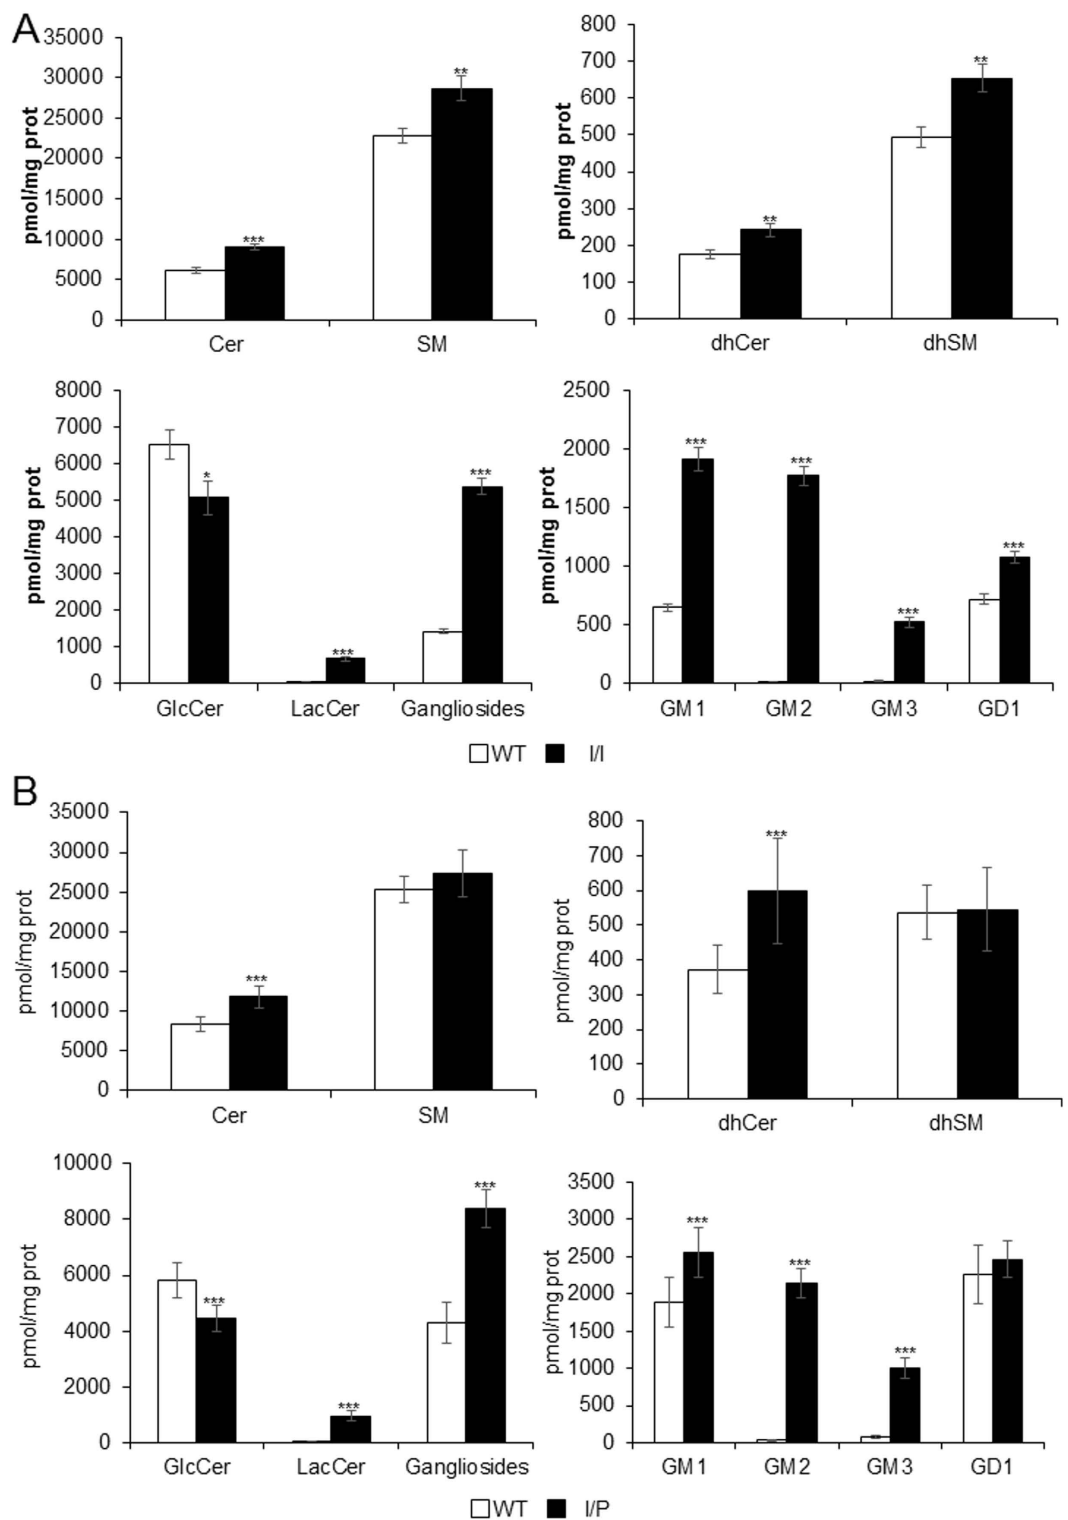 A
35000
30000
25000
20000
15000
10000
5000
0
pmol/mg prot
**
***
Cer
SM
800
700
600
500
400
300
200
100
0
pmol/mg prot
**
**
dhCer
dhSM
8000
7000
6000
5000
4000
3000
2000
1000
0
pmol/mg prot
*
***
***
GlcCer
LacCer
Gangliosides
2500
2000
1500
1000
500
0
pmol/mg prot
***
***
***
***
GM1
GM2
GM3
GD1
WT
I/I
B
35000
30000
25000
20000
15000
10000
5000
0
pmol/mg prot
***
Cer
SM
800
700
600
500
400
300
200
100
0
pmol/mg prot
***
dhCer
dhSM
10000
8000
6000
4000
2000
0
pmol/mg prot
***
***
***
GlcCer
LacCer
Gangliosides
3500
3000
2500
2000
1500
1000
500
0
pmol/mg prot
***
***
***
GM1
GM2
GM3
GD1
WT
I/P